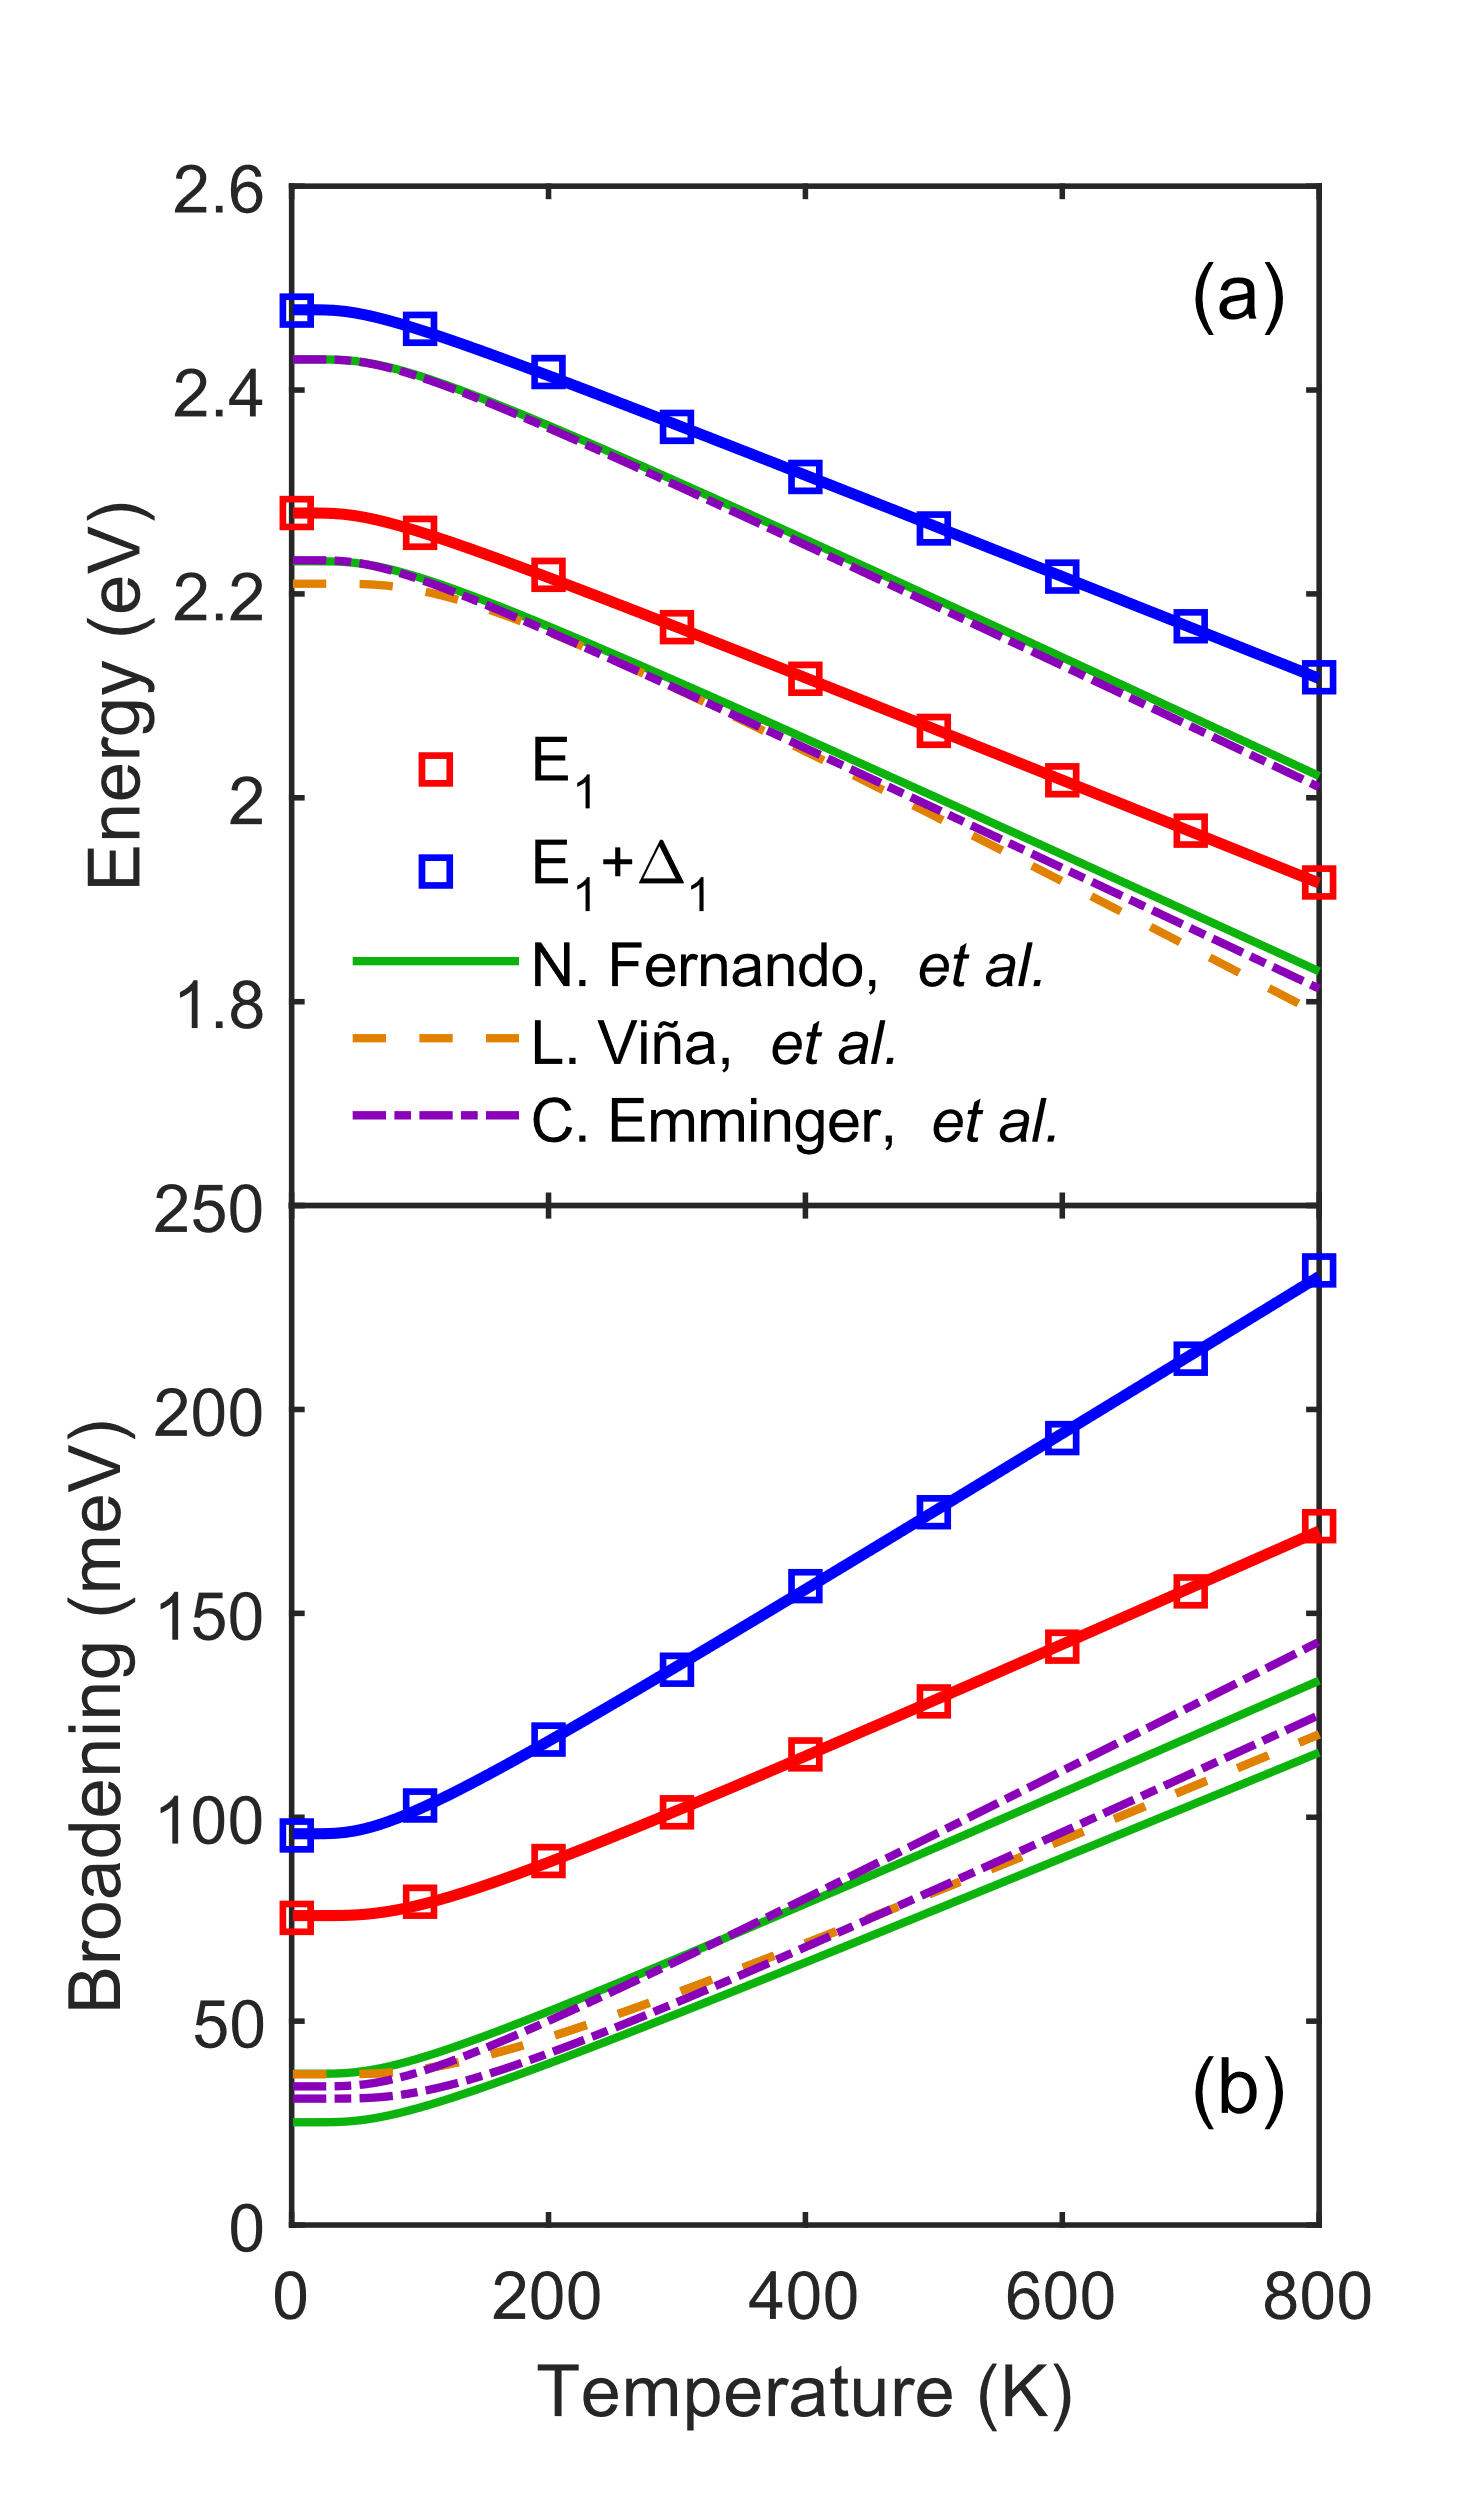 2.6
(a)
2.4
2.2
2
1.8
Energy (eV)
E1
E1+Δ1
N. Fernando, et al.
L. Viña, et al.
C. Emminger, et al.
250
200
150
100
50
0
Broadening (meV)
(b)
0 200 400 600 800
Temperature (K)